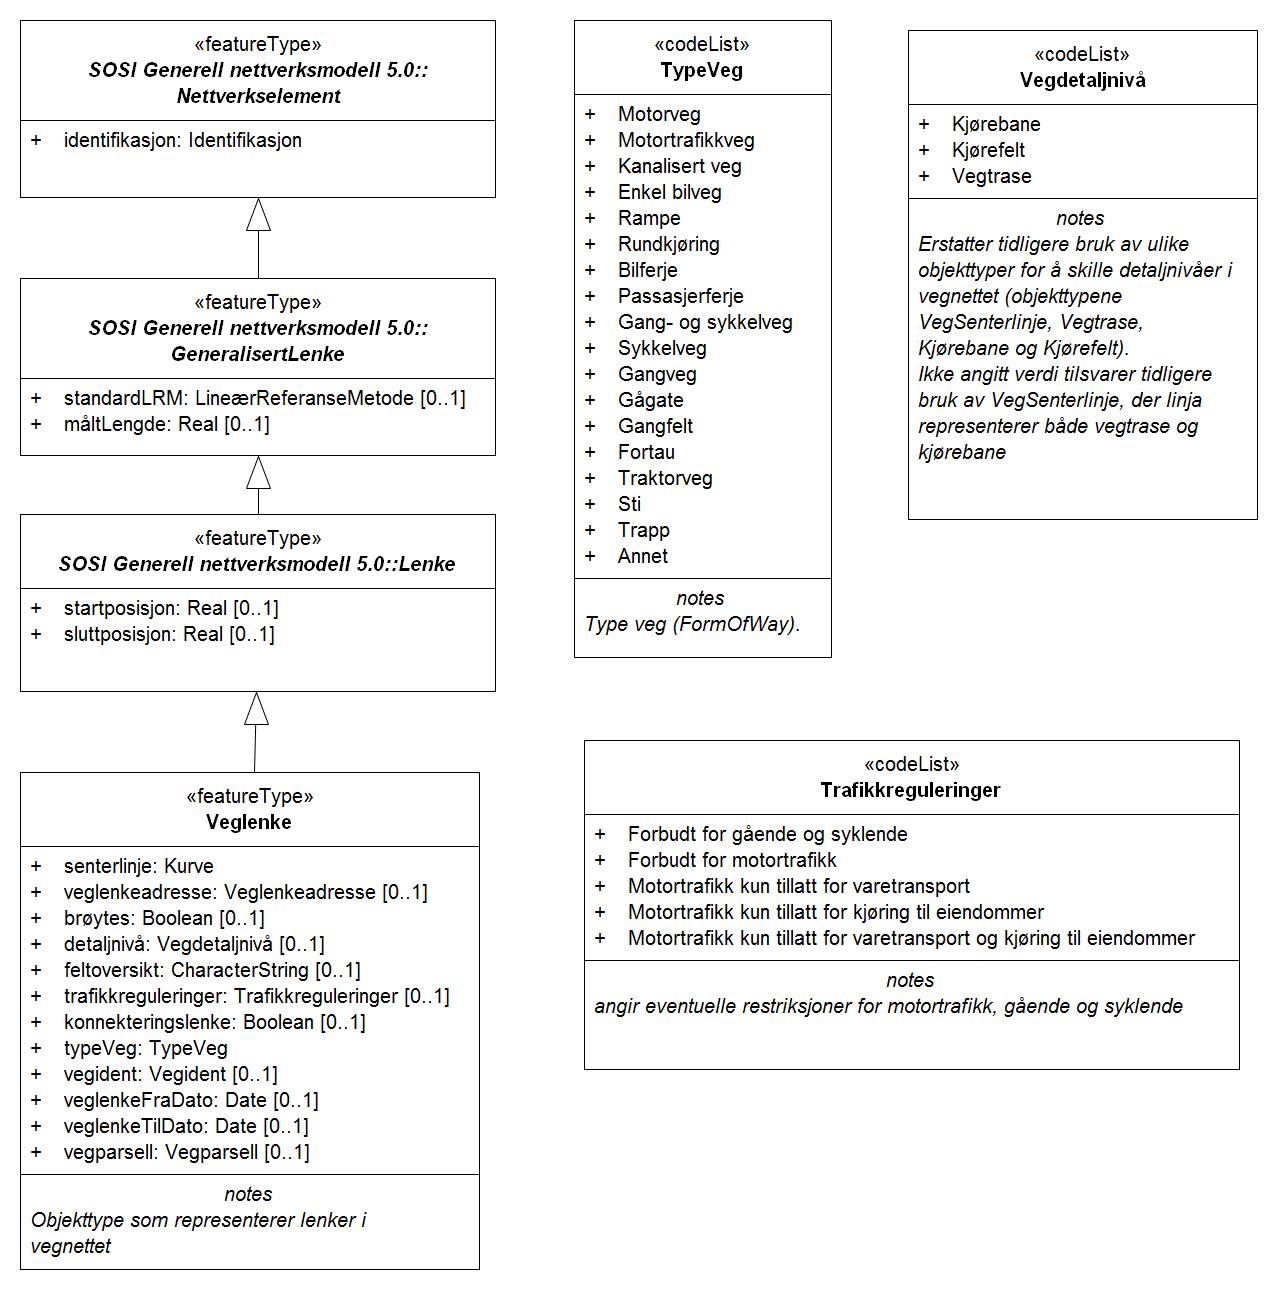 «featureType»
SOSI Generell nettverksmodell 5.0::
Nettverkselement
+ identifikasjon: Identifikasjon
«featureType»
SOSI Generell nettverksmodell 5.0::
GeneralisertLenke
+ standardLRM: LineærReferanseMetode [0..1]
+ måltLengde: Real [0..1]
«featureType»
SOSI Generell nettverksmodell 5.0::Lenke
+ startposisjon: Real [0..1]
+ sluttposisjon: Real [0..1]
«featureType»
Veglenke
+ senterlinje: Kurve
+ veglenkeadresse: Veglenkeadresse [0..1]
+ brøytes: Boolean [0..1]
+ detaljnivå: Vegdetaljnivå [0..1]
+ feltoversikt: CharacterString [0..1]
+ trafikkreguleringer: Trafikkreguleringer [0..1]
+ konnekteringslenke: Boolean [0..1]
+ typeVeg: TypeVeg
+ vegident: Vegident [0..1]
+ veglenkeFraDato: Date [0..1]
+ veglenkeTilDato: Date [0..1]
+ vegparsell: Vegparsell [0..1]
notes
Objekttype som representerer lenker i
vegnettet
«codeList»
TypeVeg
+ Motorveg
+ Motortrafikkveg
+ Kanalisert veg
+ Enkel bilveg
+ Rampe
+ Rundkjøring
+ Bilferje
+ Passasjerferje
+ Gang- og sykkelveg
+ Sykkelveg
+ Gangveg
+ Gågate
+ Gangfelt
+ Fortau
+ Traktorveg
+ Sti
+ Trapp
+ Annet
notes
Type veg (FormOfWay).
«codeList»
Vegdetaljnivå
+ Kjørebane
+ Kjørefelt
+ Vegtrase
notes
Erstatter tidligere bruk av ulike
objekttyper for å skille detaljnivåer i
vegnettet (objekttypene
VegSenterlinje, Vegtrase,
Kjørebane og Kjørefelt).
Ikke angitt verdi tilsvarer tidligere
bruk av VegSenterlinje, der linja
representerer både vegtrase og
kjørebane
«codeList»
Trafikkreguleringer
+ Forbudt for gående og syklende
+ Forbudt for motortrafikk
+ Motortrafikk kun tillatt for varetransport
+ Motortrafikk kun tillatt for kjøring til eiendommer
+ Motortrafikk kun tillatt for varetransport og kjøring til eiendommer
notes
angir eventuelle restriksjoner for motortrafikk, gående og syklende